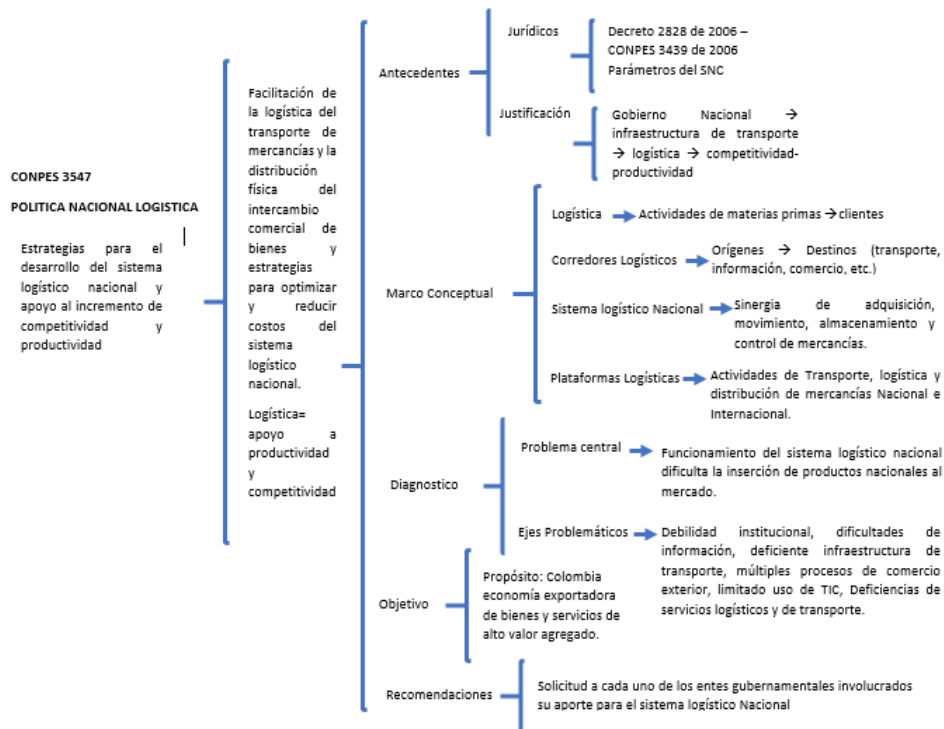 CONPES 3547
POLITICA NACIONAL LOGISTICA
Estrategias para el
desarrollo del sistema
logístico nacional y
apoyo al incremento de
competitividad y
productividad
Facilitación de
la logística del
transporte de
mercancías y la
distribución
física del
intercambio
comercial de
bienes y
estrategias
para optimizar
y reducir
costos del
sistema
logístico
nacional.
Logística=
apoyo a
productividad
y
competitividad
Antecedentes
Jurídicos
Decreto 2828 de 2006 –
CONPES 3439 de 2006
Parámetros del SNC
Justificación
Gobierno Nacional →
infraestructura de transporte
→ logística → competitividad-
productividad
Marco Conceptual
Logística
Actividades de materias primas → clientes
Corredores Logísticos
Orígenes → Destinos (transporte,
información, comercio, etc.)
Sistema logístico Nacional
Sinergia de adquisición,
movimiento, almacenamiento y
control de mercancías.
Plataformas Logísticas
Actividades de Transporte, logística y
distribución de mercancías Nacional e
Internacional.
Diagnostico
Problema central
Funcionamiento del sistema logístico nacional
dificulta la inserción de productos nacionales al
mercado.
Ejes Problemáticos
Debilidad institucional, dificultades de
información, deficiente infraestructura de
transporte, múltiples procesos de comercio
exterior, limitado uso de TIC, Deficiencias de
servicios logísticos y de transporte.
Objetivo
Propósito: Colombia
economía exportadora
de bienes y servicios de
alto valor agregado.
Recomendaciones
Solicitud a cada uno de los entes gubernamentales involucrados
su aporte para el sistema logístico Nacional